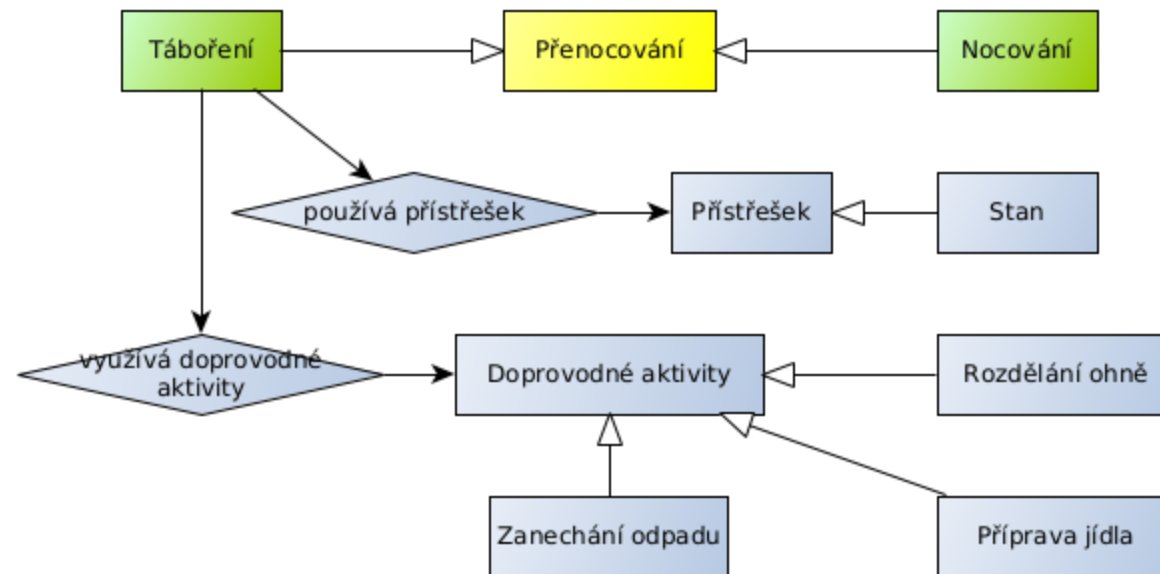 Táboření
Přenocování
Nocování
používá přístřešek
Přístřešek
Stan
využívá doprovodné
aktivity
Doprovodné aktivity
Rozdělání ohně
Zanechání odpadu
Příprava jídla